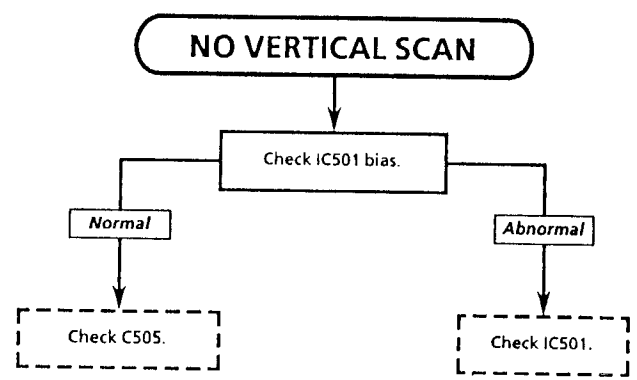 NO VERTICAL SCAN
Check IC501 bias.
Normal
Abnormal
Check C505.
Check IC501.